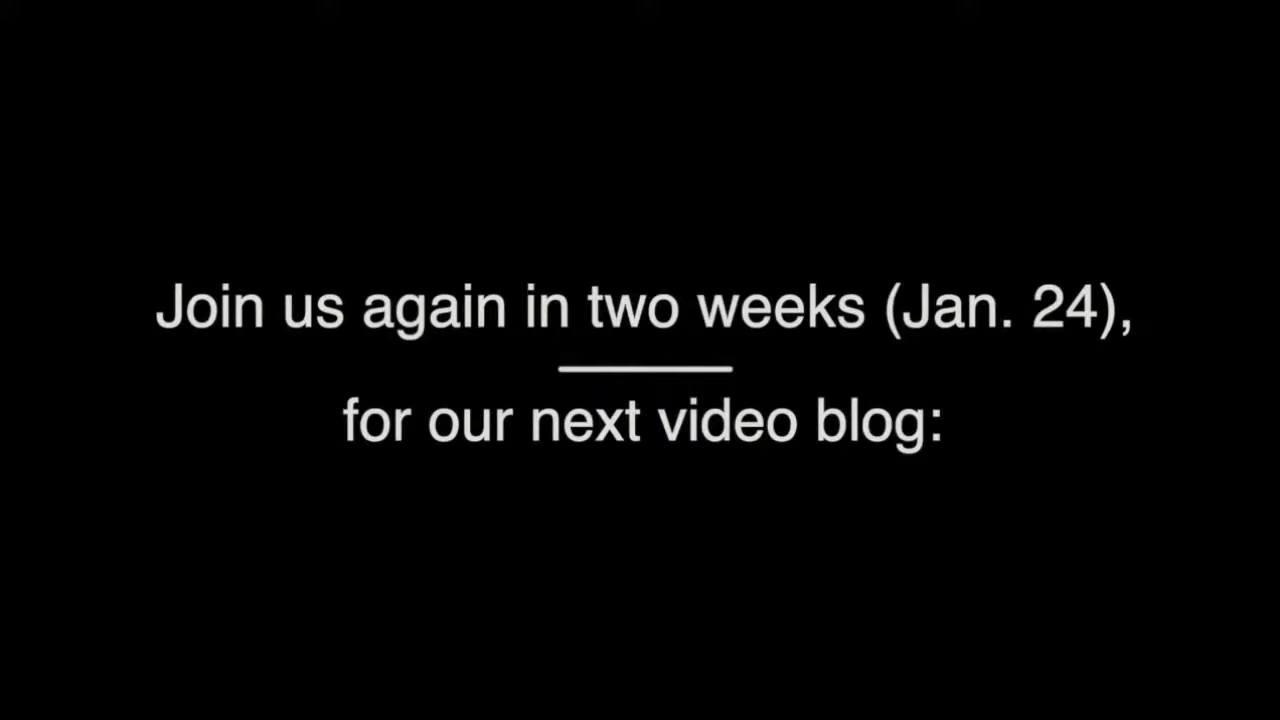 Join us again in two weeks (Jan. 24),
for our next video blog: